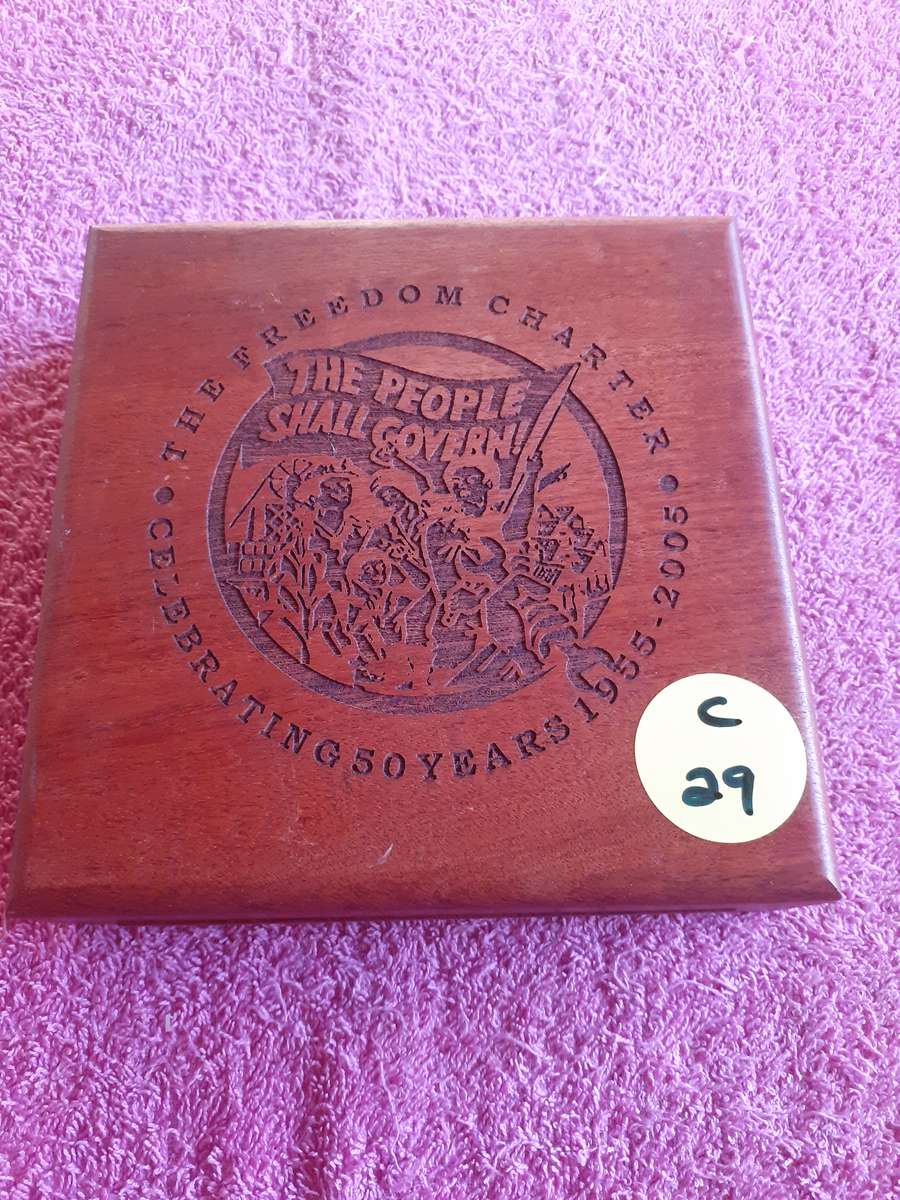 THE FREEDOM CHARTER
THE PEOPLE
SHALL GOVERN!
CELEBRATING 50 YEARS 1955-2005
C
29